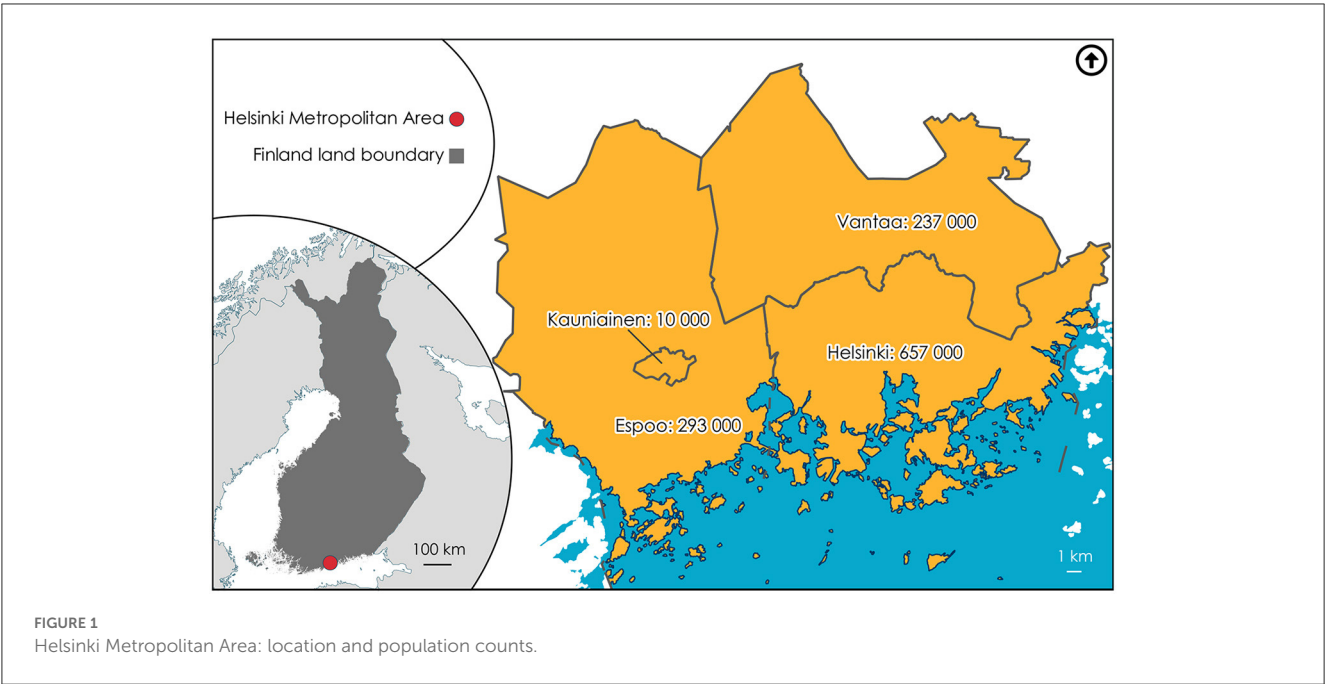 Helsinki Metropolitan Area
Finland land boundary
Vantaa: 237 000
Kauniainen: 10 000
Helsinki: 657 000
Espoo: 293 000
100 km
1 km
FIGURE 1
Helsinki Metropolitan Area: location and population counts.